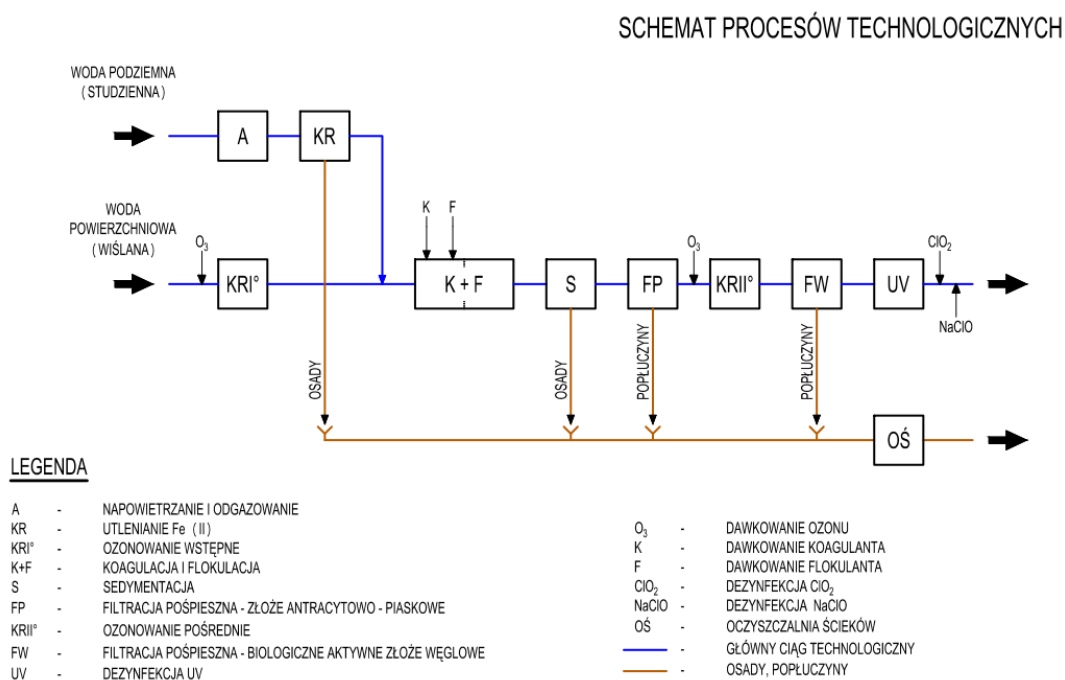 SCHEMAT PROCESÓW TECHNOLOGICZNYCH
WODA PODZIEMNA
( STUDZIENNA )
A
KR
WODA
POWIERZCHNIOWA
( WIŚLANA )
O₃
KRI°
K
F
K + F
S
FP
O₃
KRII°
FW
UV
ClO₂
NaClO
OSADY
OSADY
POPŁUCZYNY
POPŁUCZYNY
OŚ
LEGENDA
A - NAPOWIETRZANIE I ODGAZOWANIE
KR - UTLENIANIE Fe (II)
KRI° - OZONOWANIE WSTĘPNE
K+F - KOAGULACJA I FLOKULACJA
S - SEDYMENTACJA
FP - FILTRACJA POŚPIESZNA - ZŁOŻE ANTRACYTOWO - PIASKOWE
KRII° - OZONOWANIE POŚREDNIE
FW - FILTRACJA POŚPIESZNA - BIOLOGICZNE AKTYWNE ZŁOŻE WĘGLOWE
UV - DEZYNFEKCJA UV
O₃ - DAWKOWANIE OZONU
K - DAWKOWANIE KOAGULANTA
F - DAWKOWANIE FLOKULANTA
ClO₂ - DEZYNFEKCJA ClO₂
NaClO - DEZYNFEKCJA NaClO
OŚ - OCZYSZCZALNIA ŚCIEKÓW
- GŁÓWNY CIĄG TECHNOLOGICZNY
- OSADY, POPŁUCZYNY